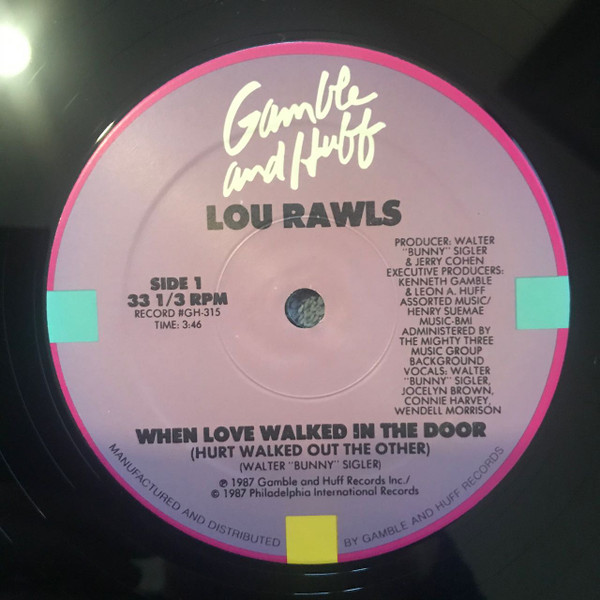 Gamble
and Huff
LOU RAWLS
SIDE 1
33 1/3 RPM
RECORD #GH-315
TIME: 3:46
PRODUCER: WALTER
"BUNNY" SIGLER
& JERRY COHEN
EXECUTIVE PRODUCERS:
KENNETH GAMBLE
& LEON A. HUFF
ASSORTED MUSIC/
HENRY SUEMAE
MUSIC-BMI
ADMINISTERED BY
THE MIGHTY THREE
MUSIC GROUP
BACKGROUND
VOCALS: WALTER
"BUNNY" SIGLER,
JOCELYN BROWN,
CONNIE HARVEY,
WENDELL MORRISON
WHEN LOVE WALKED IN THE DOOR
(HURT WALKED OUT THE OTHER)
(WALTER "BUNNY" SIGLER)
℗ 1987 Gamble and Huff Records Inc./
© 1987 Philadelphia International Records
MANUFACTURED AND DISTRIBUTED BY GAMBLE AND HUFF RECORDS